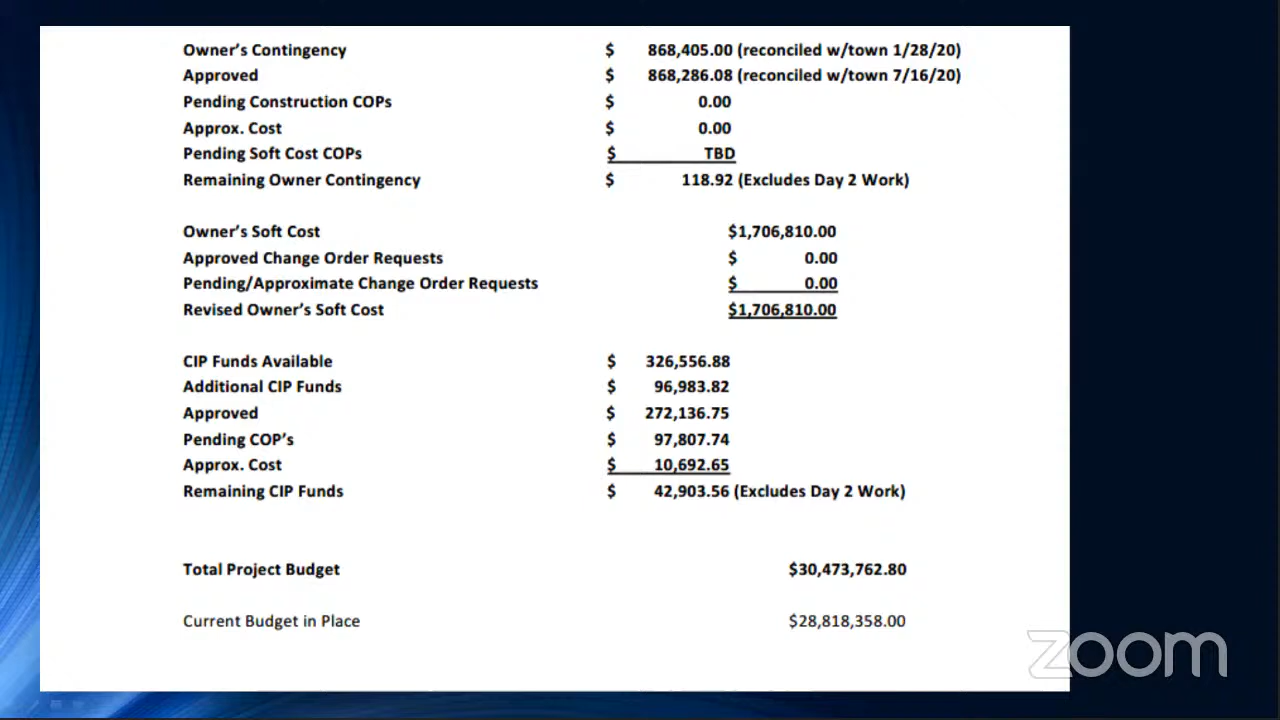 Owner's Contingency $ 868,405.00 (reconciled w/town 1/28/20)
Approved $ 868,286.08 (reconciled w/town 7/16/20)
Pending Construction COPs $ 0.00
Approx. Cost $ 0.00
Pending Soft Cost COPs $ TBD
Remaining Owner Contingency $ 118.92 (Excludes Day 2 Work)
Owner's Soft Cost $1,706,810.00
Approved Change Order Requests $ 0.00
Pending/Approximate Change Order Requests $ 0.00
Revised Owner's Soft Cost $1,706,810.00
CIP Funds Available $ 326,556.88
Additional CIP Funds $ 96,983.82
Approved $ 272,136.75
Pending COP's $ 97,807.74
Approx. Cost $ 10,692.65
Remaining CIP Funds $ 42,903.56 (Excludes Day 2 Work)
Total Project Budget $30,473,762.80
Current Budget in Place $28,818,358.00
zoom